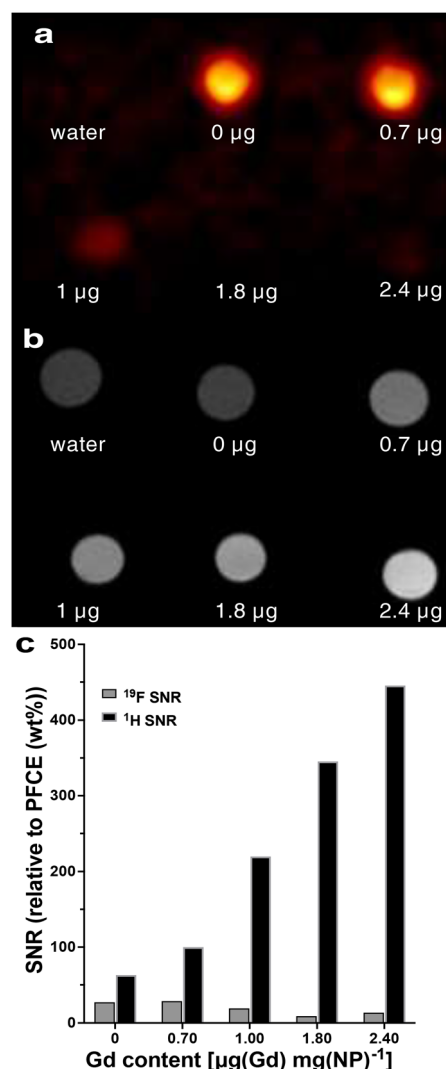 a
water 0 µg 0.7 µg
1 µg 1.8 µg 2.4 µg
b
water 0 µg 0.7 µg
1 µg 1.8 µg 2.4 µg
c
SNR (relative to PFCE (wt%))
500
400
300
200
100
0
¹⁹F SNR
¹H SNR
0 0.70 1.00 1.80 2.40
Gd content [µg(Gd) mg(NP)⁻¹]